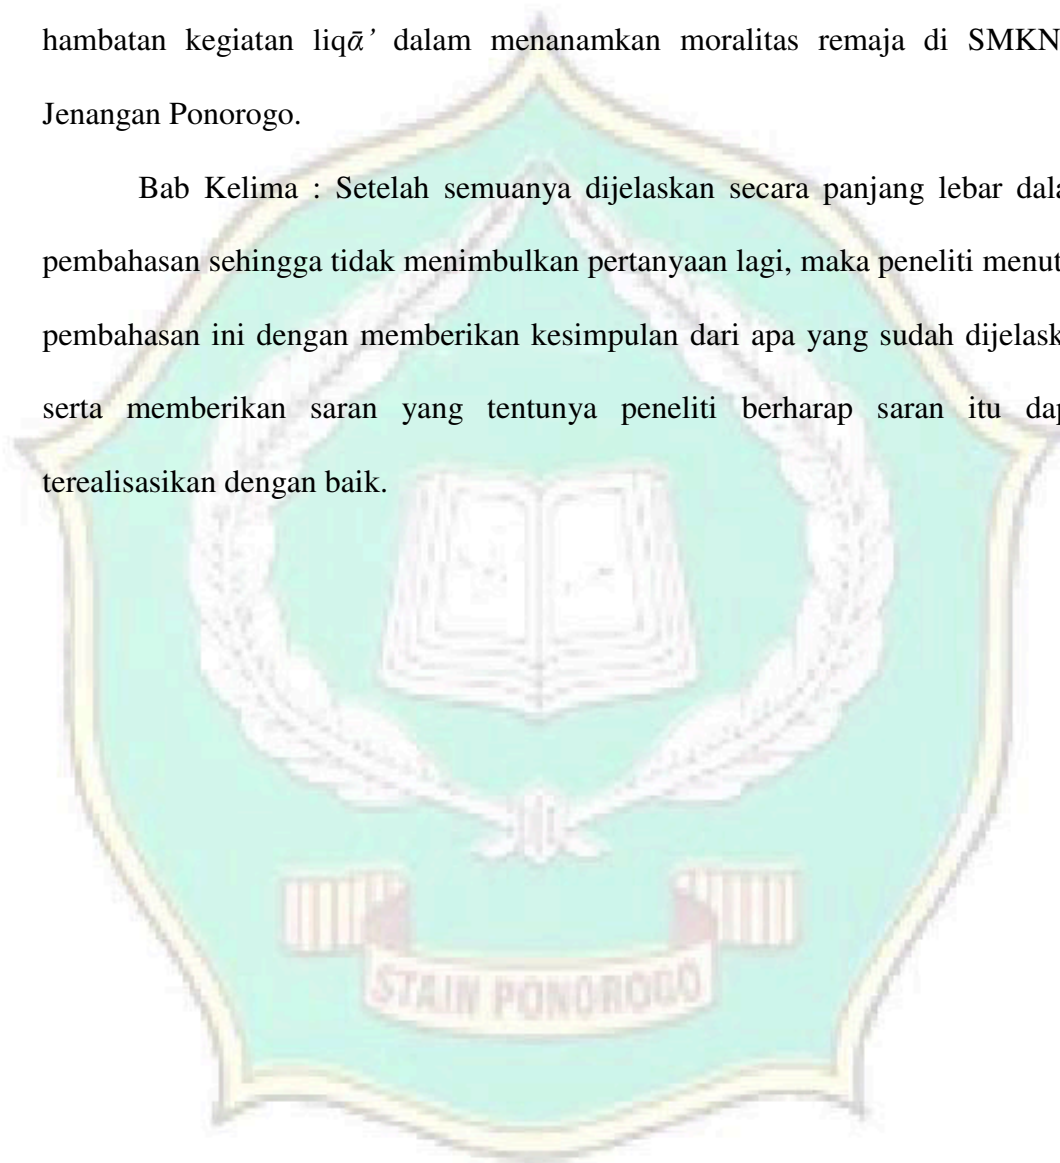 hambatan kegiatan liqā’ dalam menanamkan moralitas remaja di SMKN
Jenangan Ponorogo.
Bab Kelima : Setelah semuanya dijelaskan secara panjang lebar dala
pembahasan sehingga tidak menimbulkan pertanyaan lagi, maka peneliti menut
pembahasan ini dengan memberikan kesimpulan dari apa yang sudah dijelask
serta memberikan saran yang tentunya peneliti berharap saran itu dap
terealisasikan dengan baik.
STAIN PONOROGO